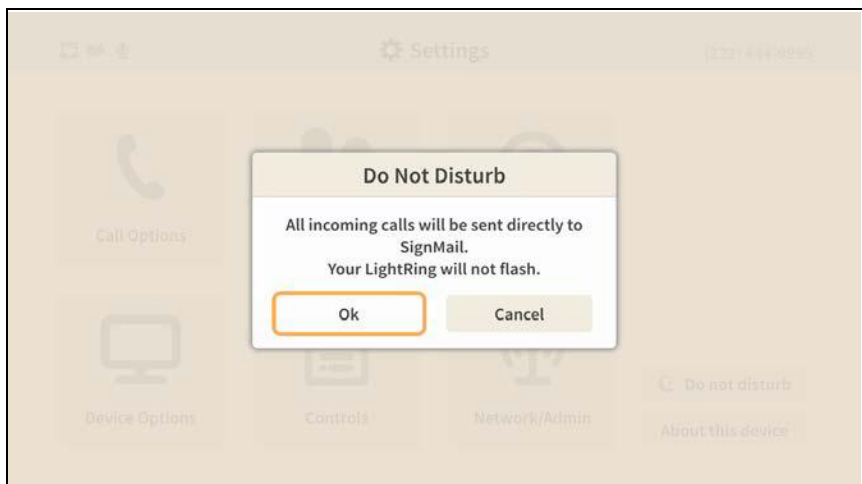 Settings
Call Options
Do Not Disturb
All incoming calls will be sent directly to
SignMail.
Your LightRing will not flash.
Ok
Cancel
Do not disturb
Device Options
Controls
Network/Admin
About this device